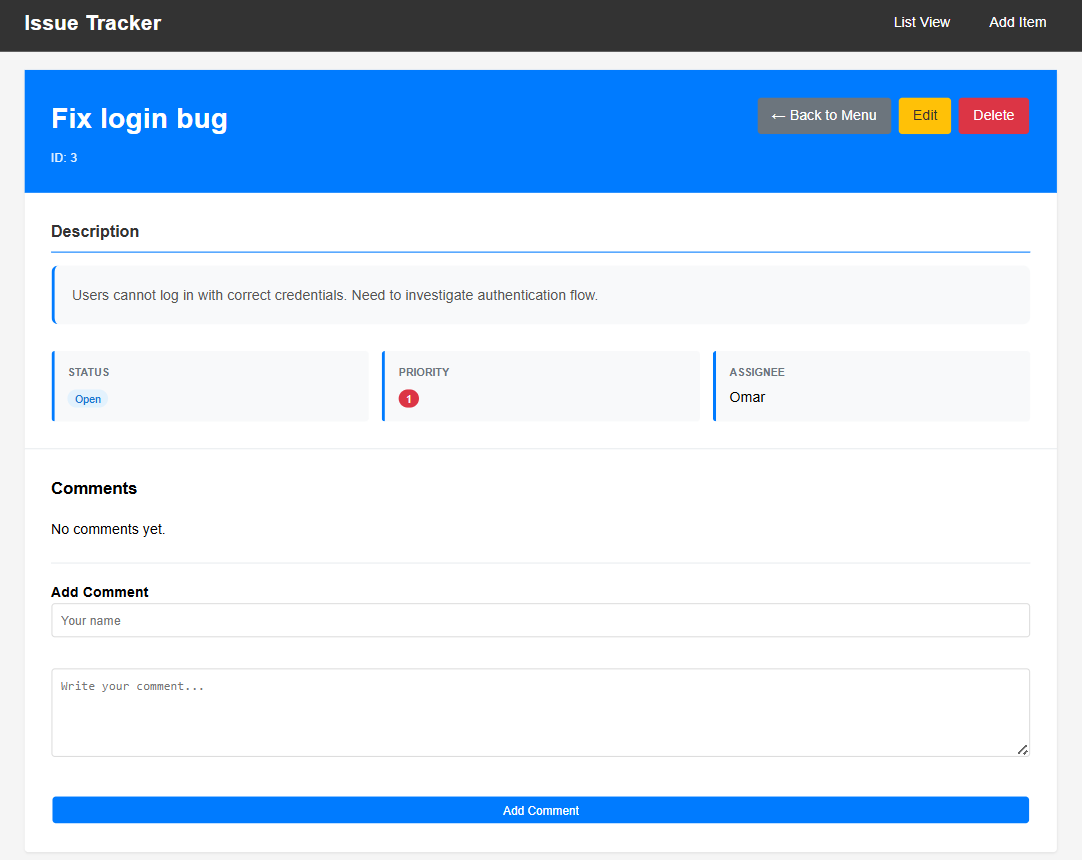 Issue Tracker
List View
Add Item
Fix login bug
← Back to Menu
Edit
Delete
ID: 3
Description
Users cannot log in with correct credentials. Need to investigate authentication flow.
STATUS
Open
PRIORITY
1
ASSIGNEE
Omar
Comments
No comments yet.
Add Comment
Your name
Write your comment...
Add Comment